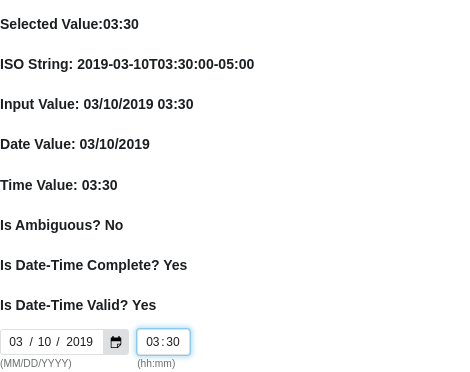 Selected Value:03:30
ISO String: 2019-03-10T03:30:00-05:00
Input Value: 03/10/2019 03:30
Date Value: 03/10/2019
Time Value: 03:30
Is Ambiguous? No
Is Date-Time Complete? Yes
Is Date-Time Valid? Yes
03 / 10 / 2019 03:30
(MM/DD/YYYY) (hh:mm)